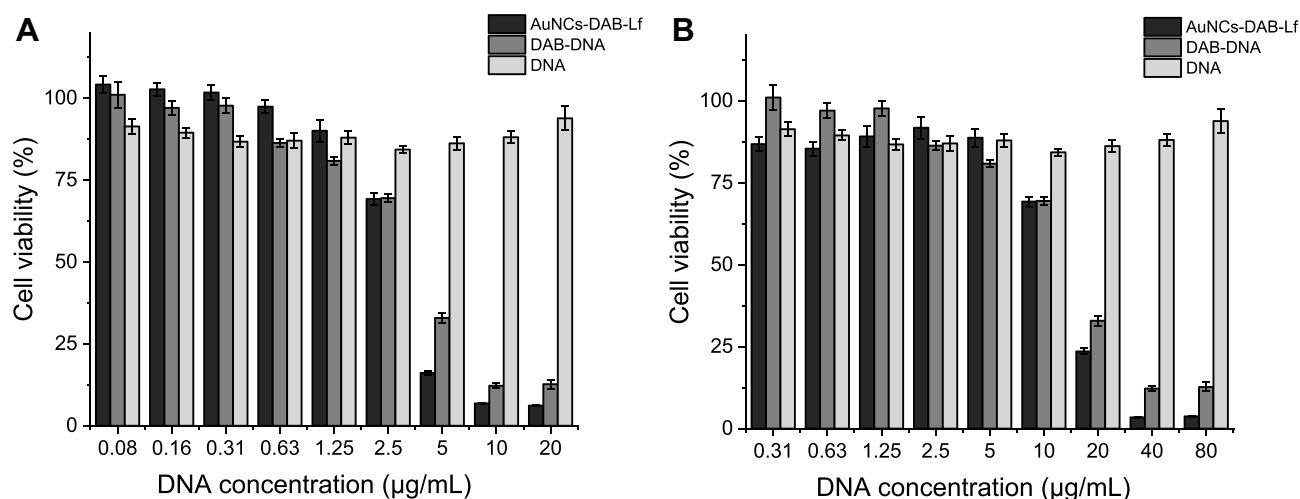 A
AuNCs-DAB-Lf
DAB-DNA
DNA
Cell viability (%)
100
75
50
25
0
0.08 0.16 0.31 0.63 1.25 2.5 5 10 20
DNA concentration (µg/mL)
B
AuNCs-DAB-Lf
DAB-DNA
DNA
Cell viability (%)
100
75
50
25
0
0.31 0.63 1.25 2.5 5 10 20 40 80
DNA concentration (µg/mL)